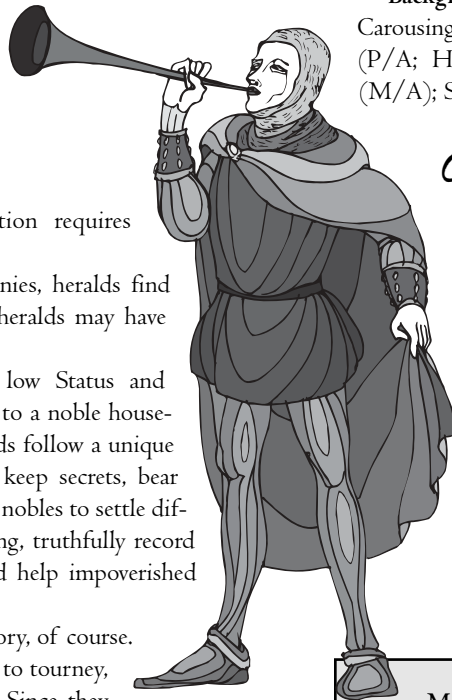 Carousing
(P/A; H
(M/A); S
tion requires
nies, heralds find
heralds may have
low Status and
to a noble house-
ds follow a unique
keep secrets, bear
nobles to settle dif-
ng, truthfully record
d help impoverished
ory, of course.
to tourney,
Since they
M